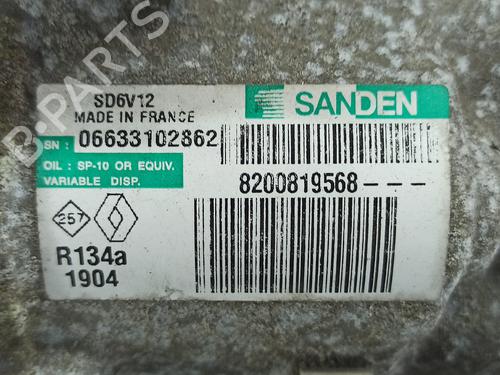 SD6V12
MADE IN FRANCE
SANDEN
SN: 06633102862
OIL : SP-10 OR EQUIV.
VARIABLE DISP.
8200819568---
257
R134a
1904
B-PARTS